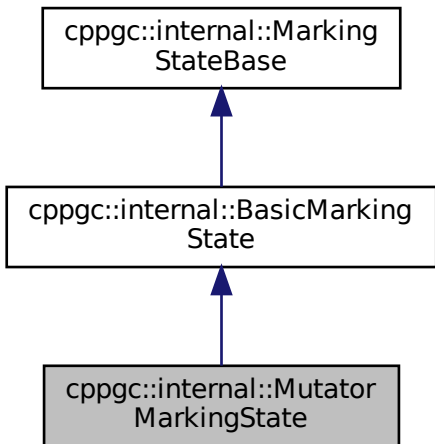 cppgc::internal::Marking
StateBase
cppgc::internal::BasicMarking
State
cppgc::internal::Mutator
MarkingState